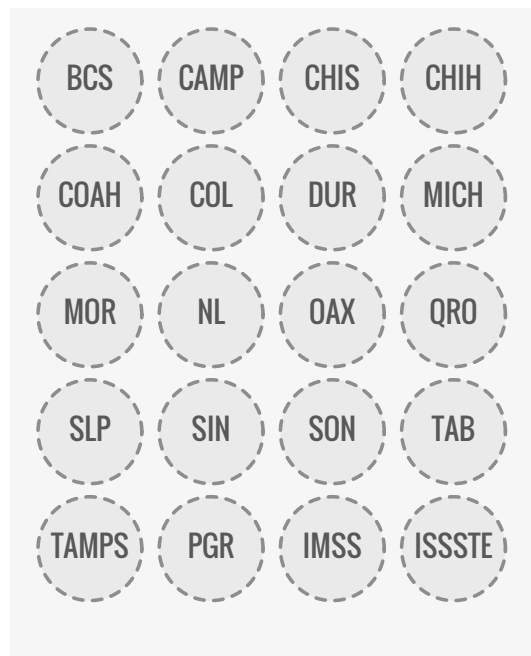 BCS CAMP CHIS CHIH
COAH COL DUR MICH
MOR NL OAX QRO
SLP SIN SON TAB
TAMPS PGR IMSS ISSSTE